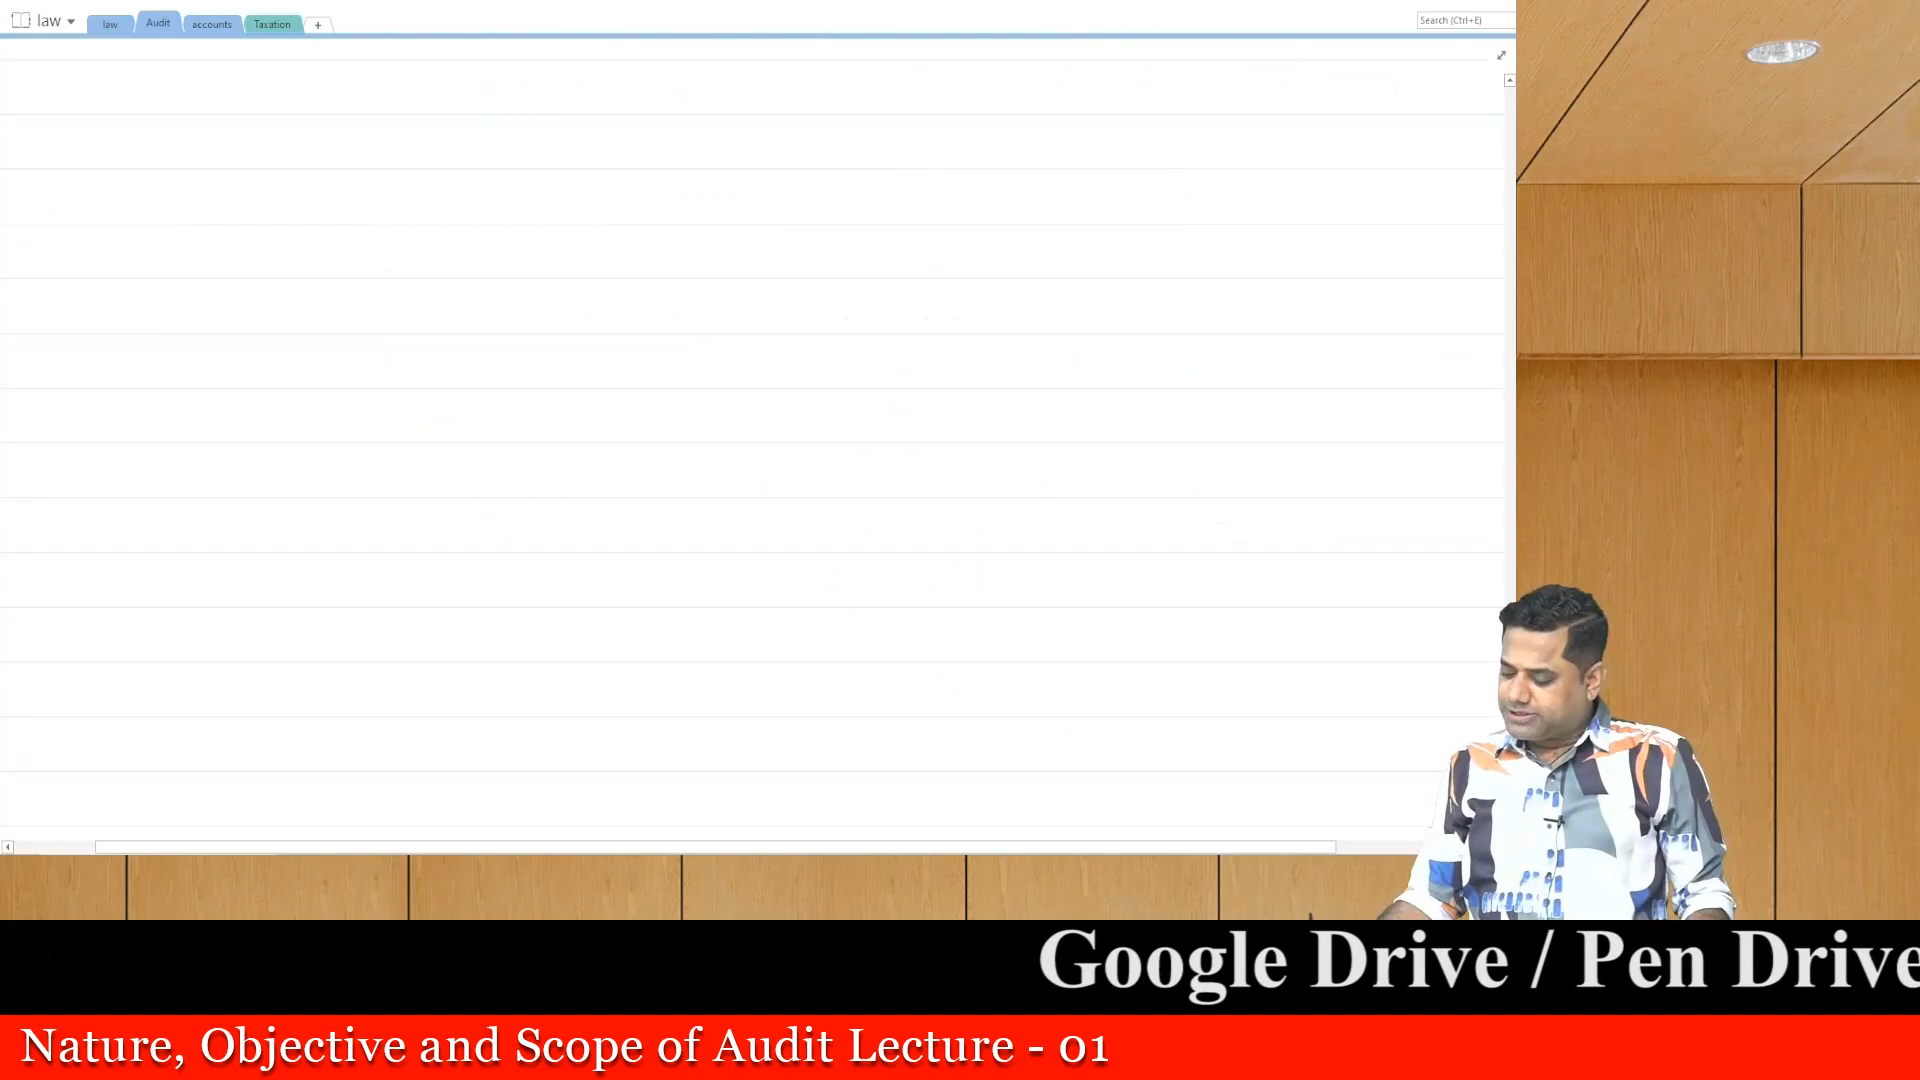 law law Audit accounts Taxation + Search (Ctrl+E)
Google Drive / Pen Drive
Nature, Objective and Scope of Audit Lecture - 01